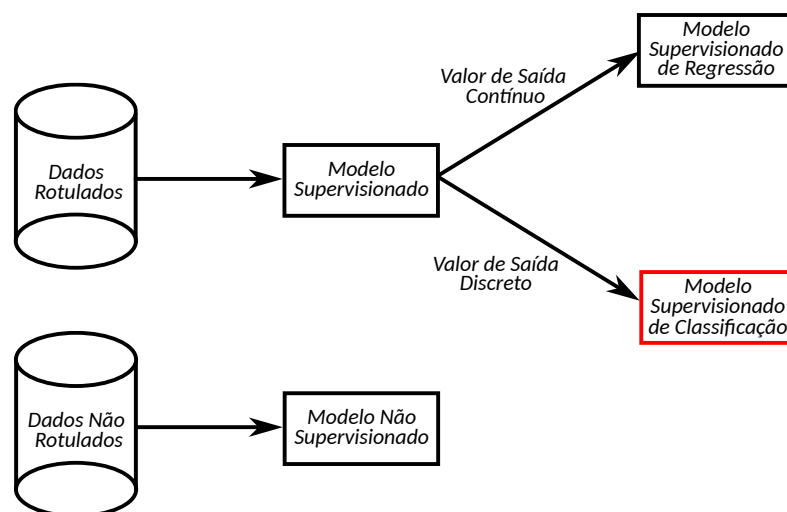 Modelo
Supervisionado
de Regressão
Valor de Saída
Contínuo
Dados
Rotulados
Modelo
Supervisionado
Valor de Saída
Discreto
Modelo
Supervisionado
de Classificação
Dados Não
Rotulados
Modelo Não
Supervisionado